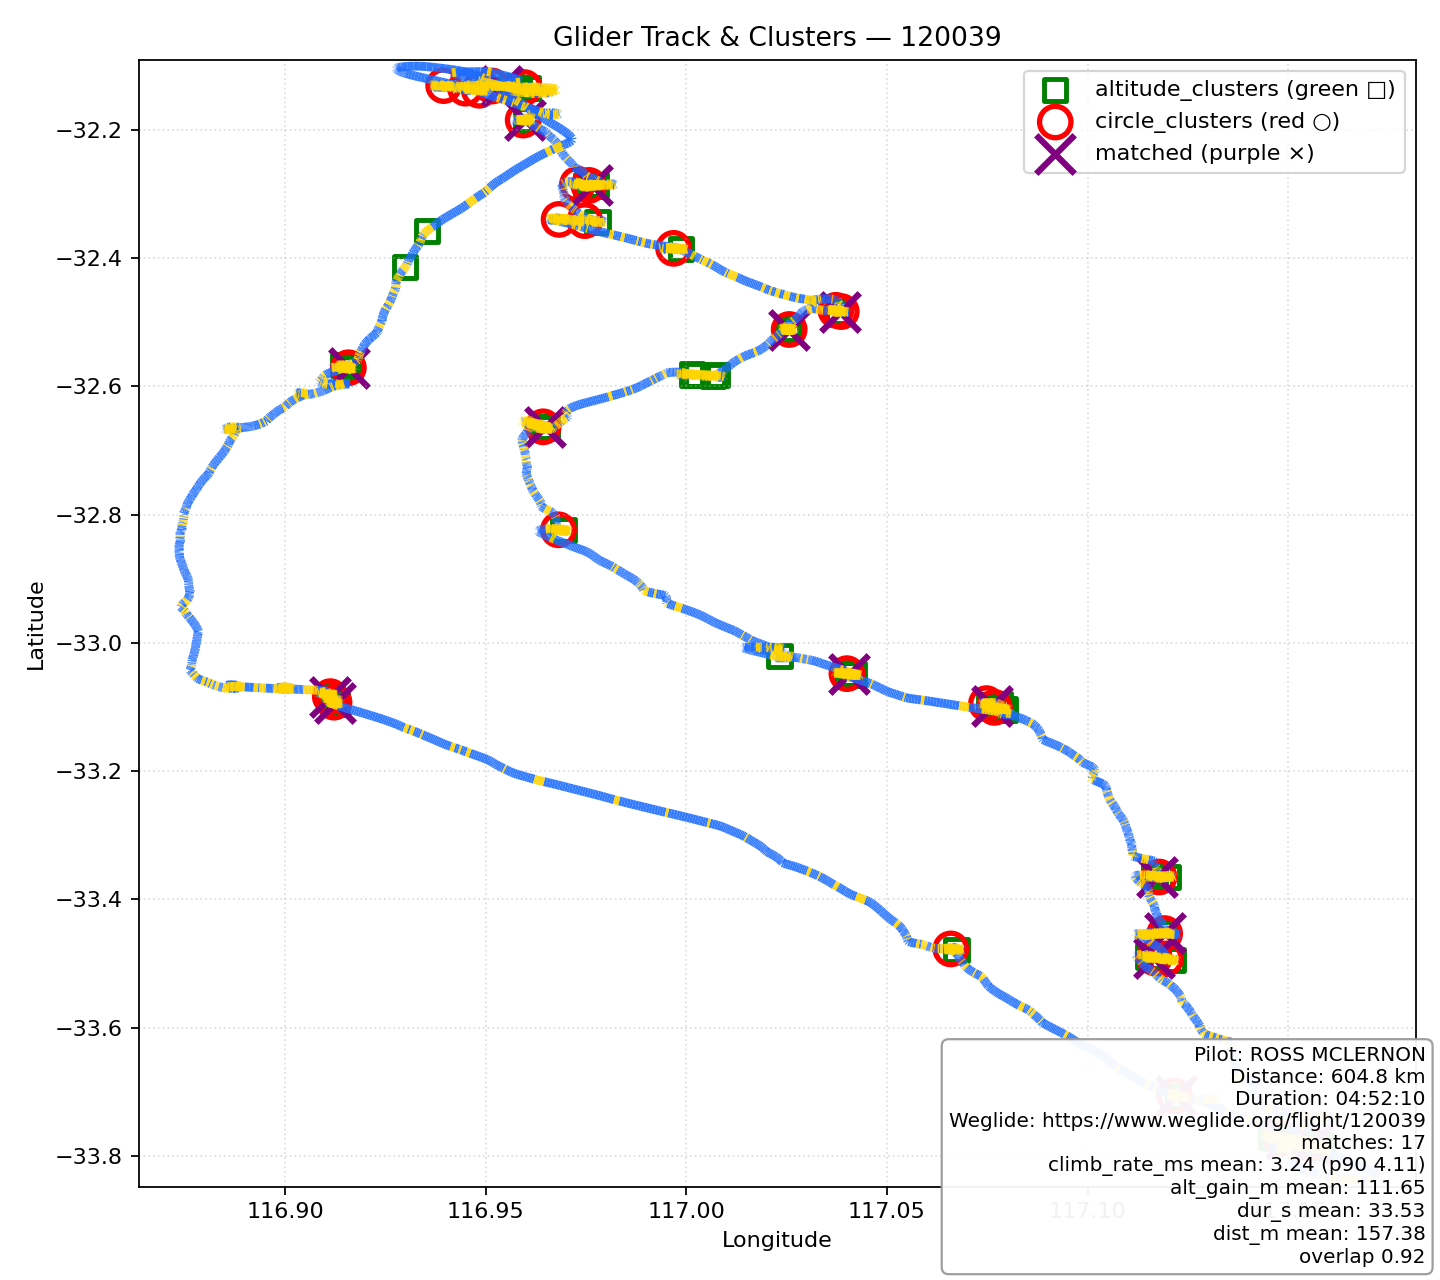 Glider Track & Clusters — 120039
altitude_clusters (green □)
circle_clusters (red ○)
matched (purple ×)
Latitude
−32.2
−32.4
−32.6
−32.8
−33.0
−33.2
−33.4
−33.6
−33.8
116.90
116.95
117.00
117.05
117.10
Longitude
Pilot: ROSS MCLERNON
Distance: 604.8 km
Duration: 04:52:10
Weglide: https://www.weglide.org/flight/120039
matches: 17
climb_rate_ms mean: 3.24 (p90 4.11)
alt_gain_m mean: 111.65
dur_s mean: 33.53
dist_m mean: 157.38
overlap 0.92